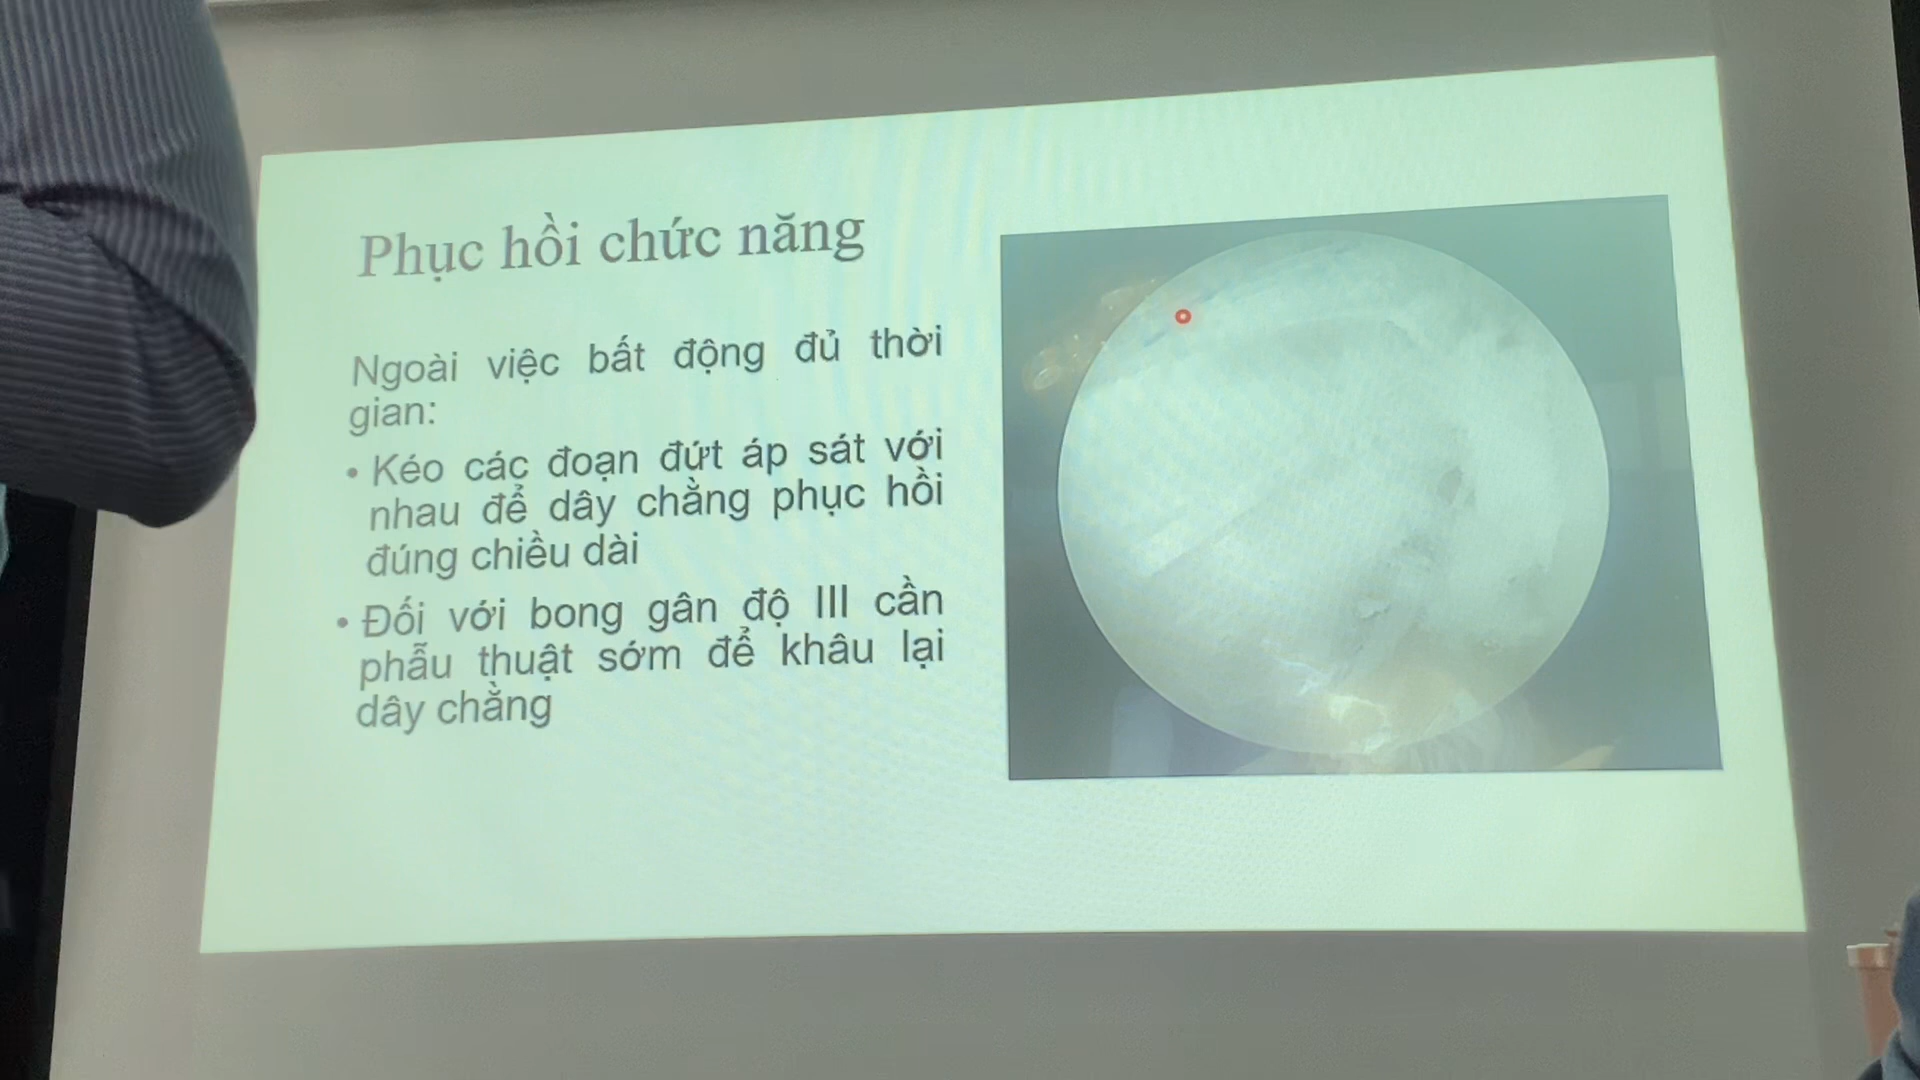 Phục hồi chức năng
Ngoài việc bất động đủ thời
gian:
• Kéo các đoạn đứt áp sát với
nhau để dây chằng phục hồi
đúng chiều dài
• Đối với bong gân độ III cần
phẫu thuật sớm để khâu lại
dây chằng